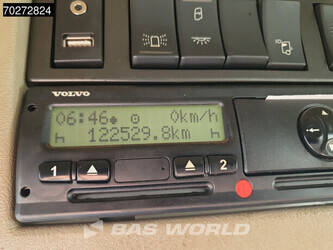 70272824
VOLVO
06:46 0km/h
h 122529.8km h
1 2
BAS WORLD